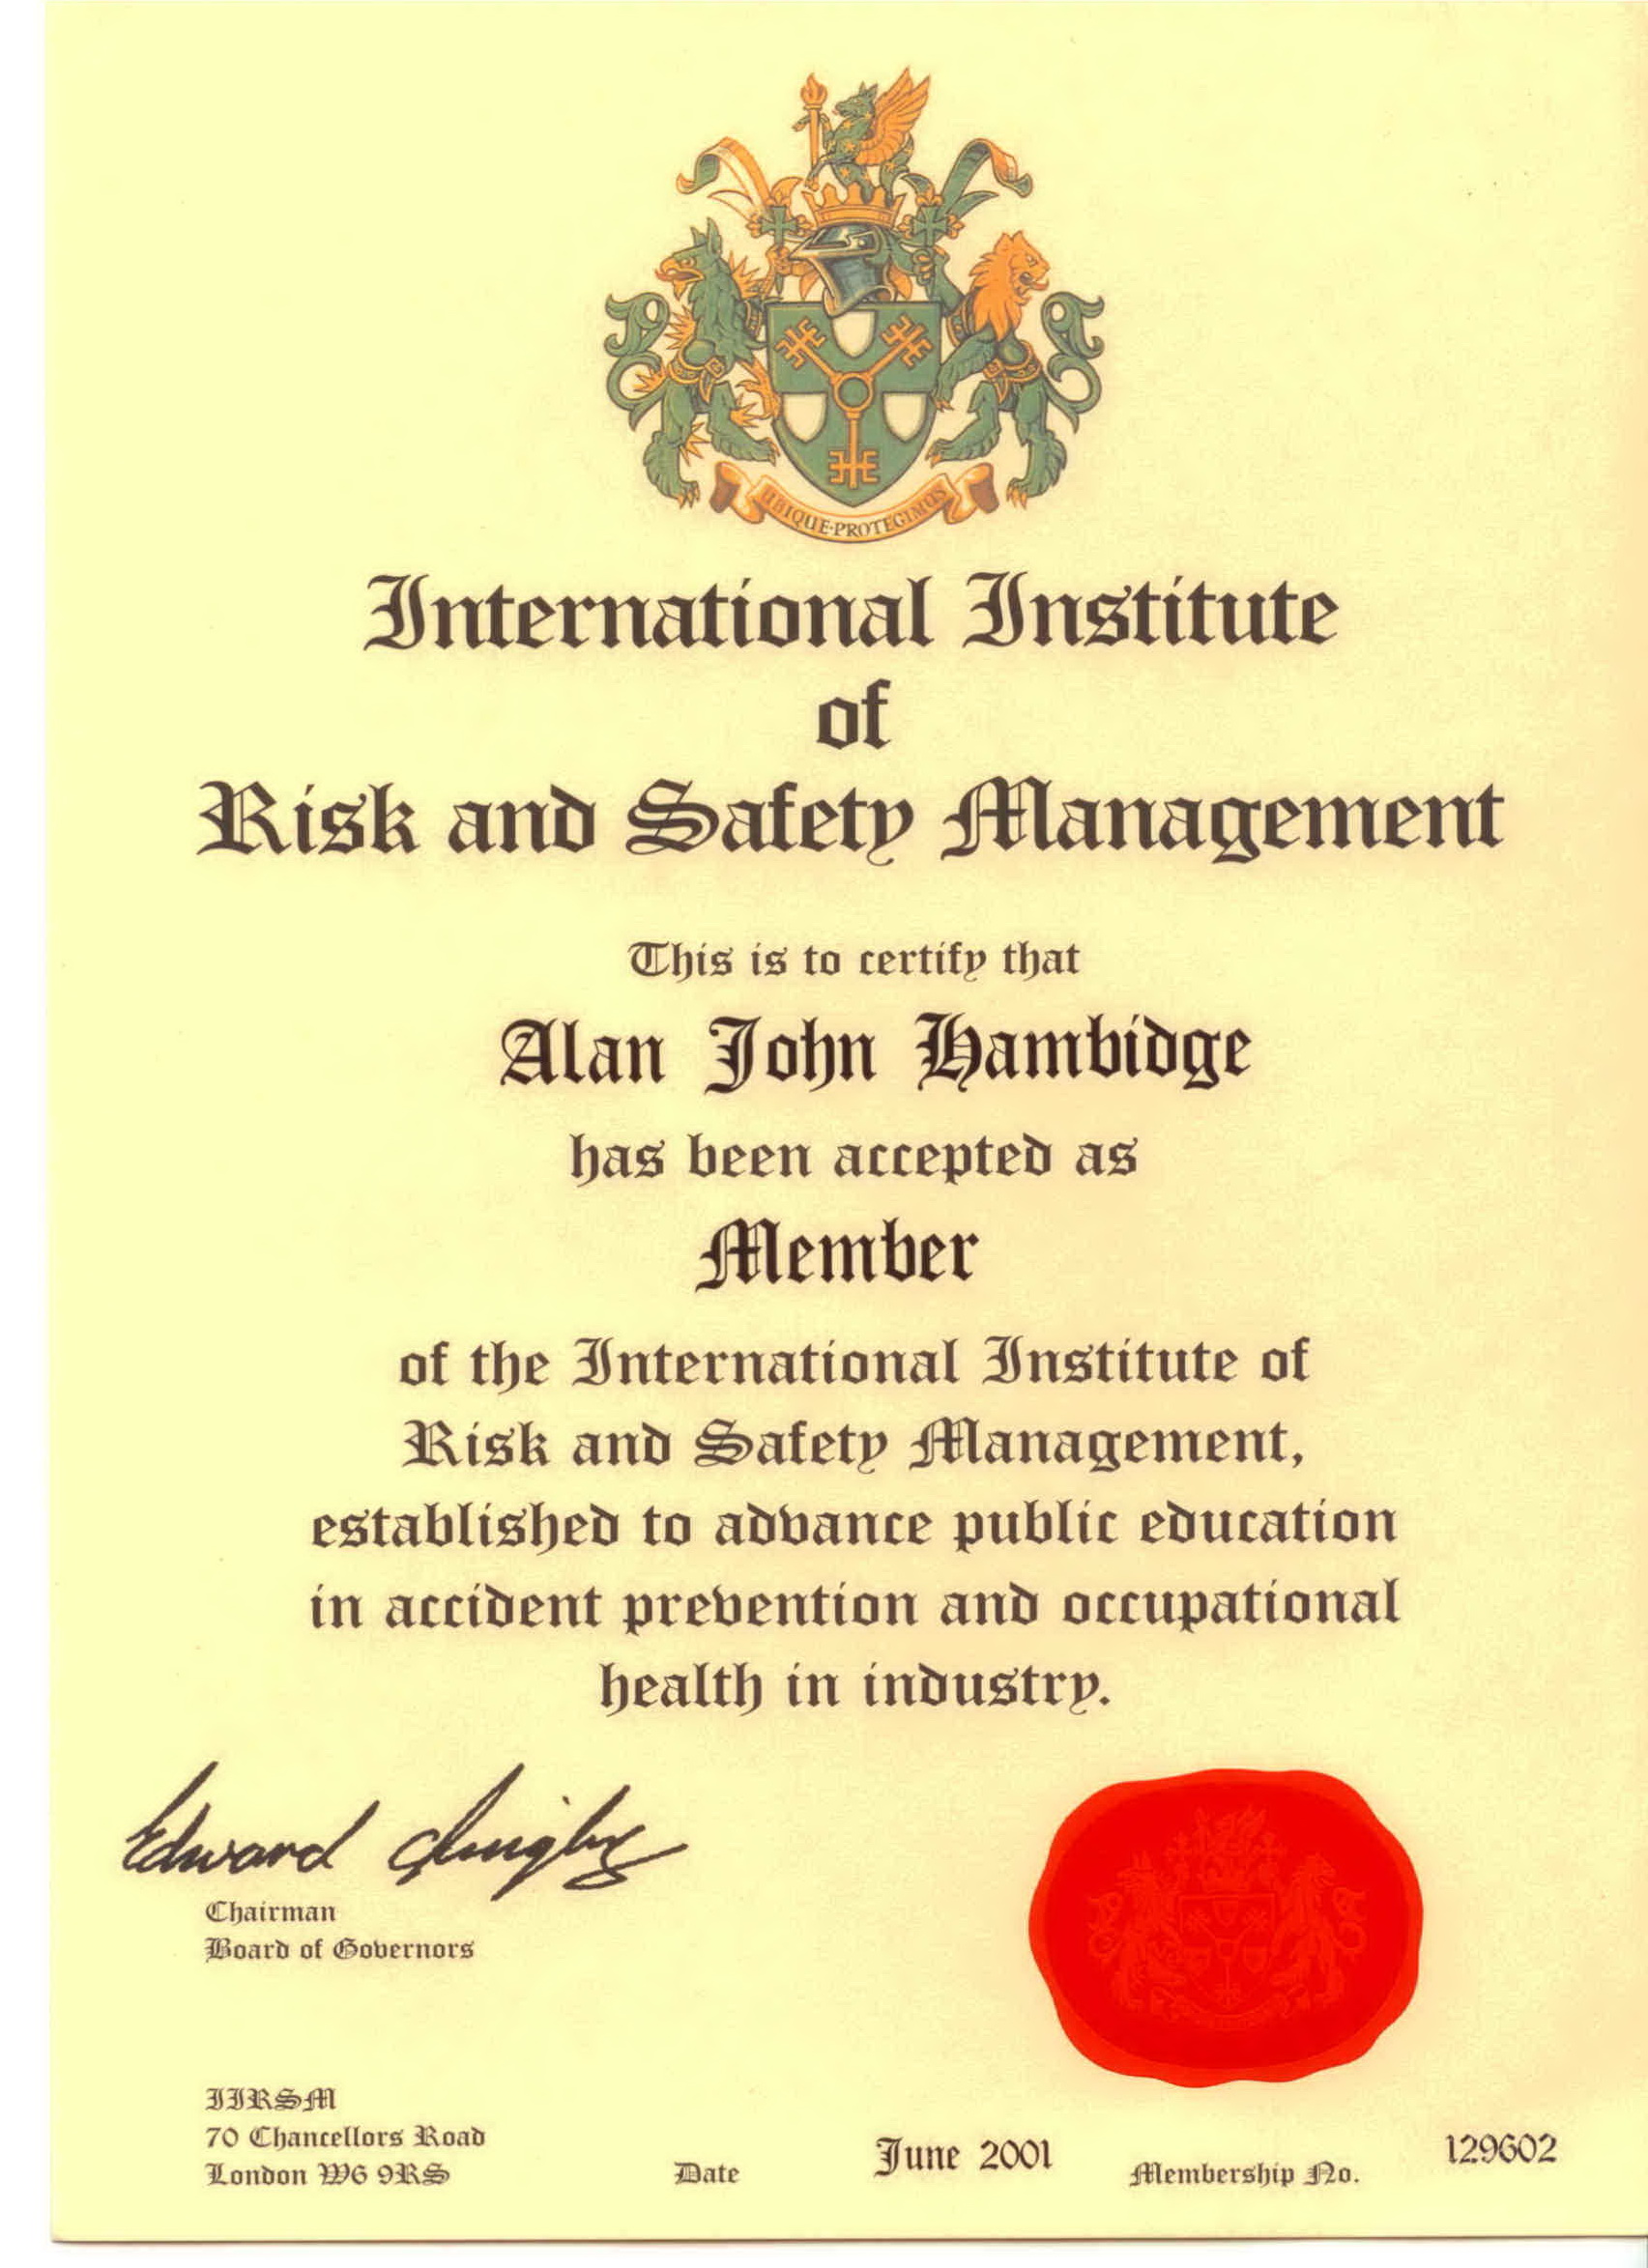 UBIQUE·PROTEGIMUS
International Institute
of
Risk and Safety Management
This is to certify that
Alan John Hambidge
has been accepted as
Member
of the International Institute of
Risk and Safety Management,
established to advance public education
in accident prevention and occupational
health in industry.
Edward
Chairman
Board of Governors
IIRSM
70 Chancellors Road
London W6 9RS
Date
June 2001
Membership No.
129602